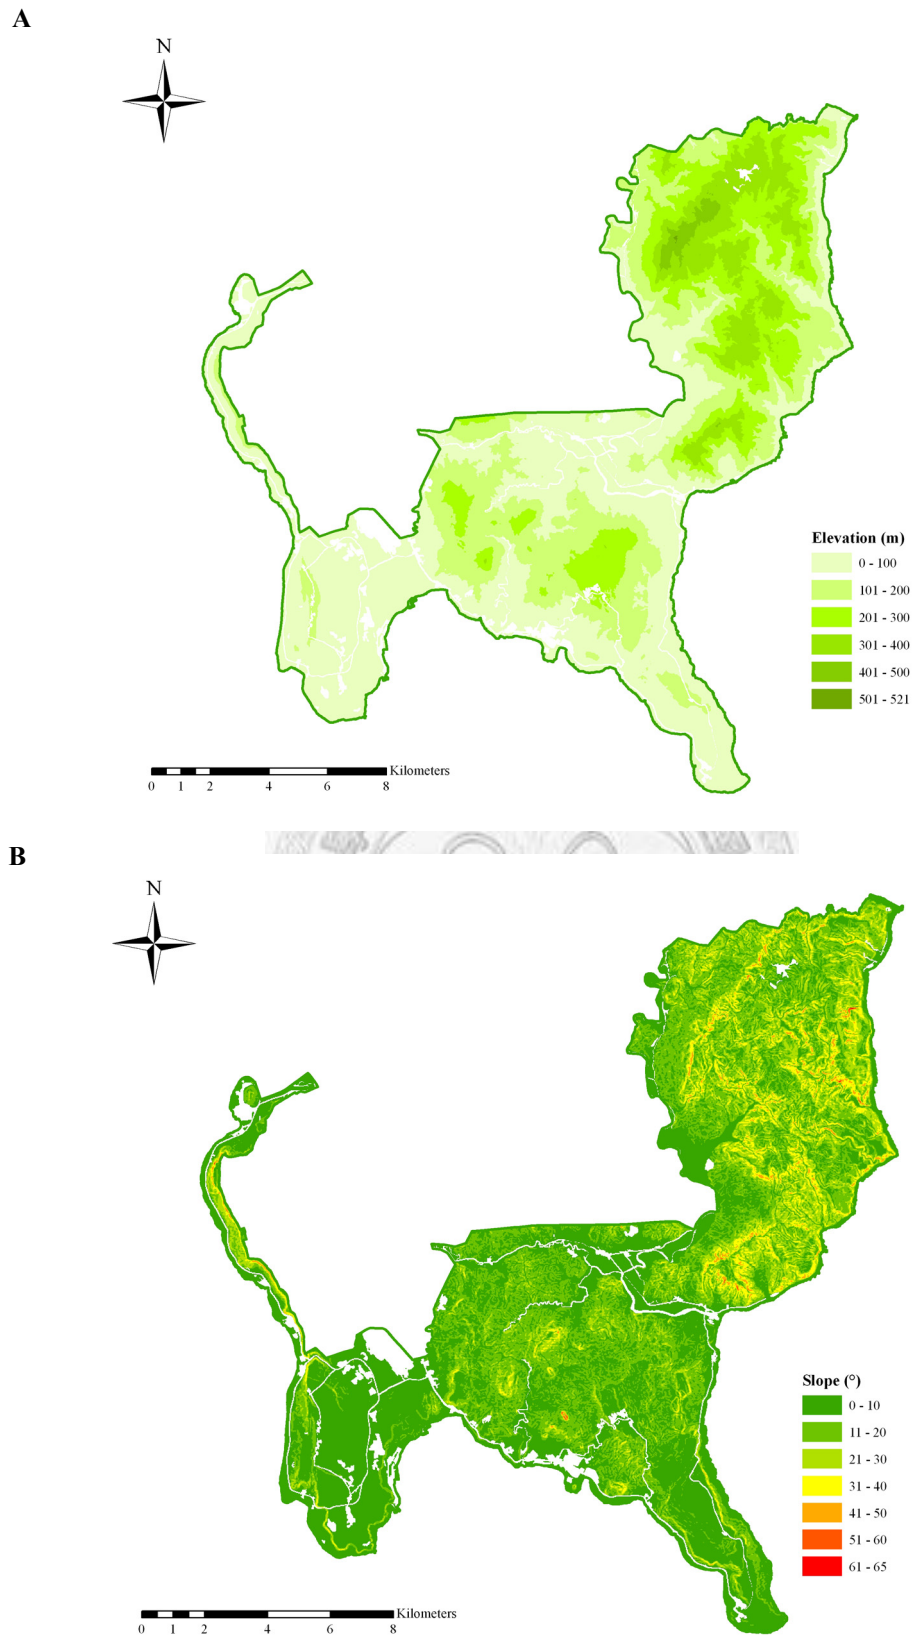 A
N
Elevation (m)
0 - 100
101 - 200
201 - 300
301 - 400
401 - 500
501 - 521
Kilometers
0 1 2 4 6 8
B
N
Slope (°)
0 - 10
11 - 20
21 - 30
31 - 40
41 - 50
51 - 60
61 - 65
Kilometers
0 1 2 4 6 8